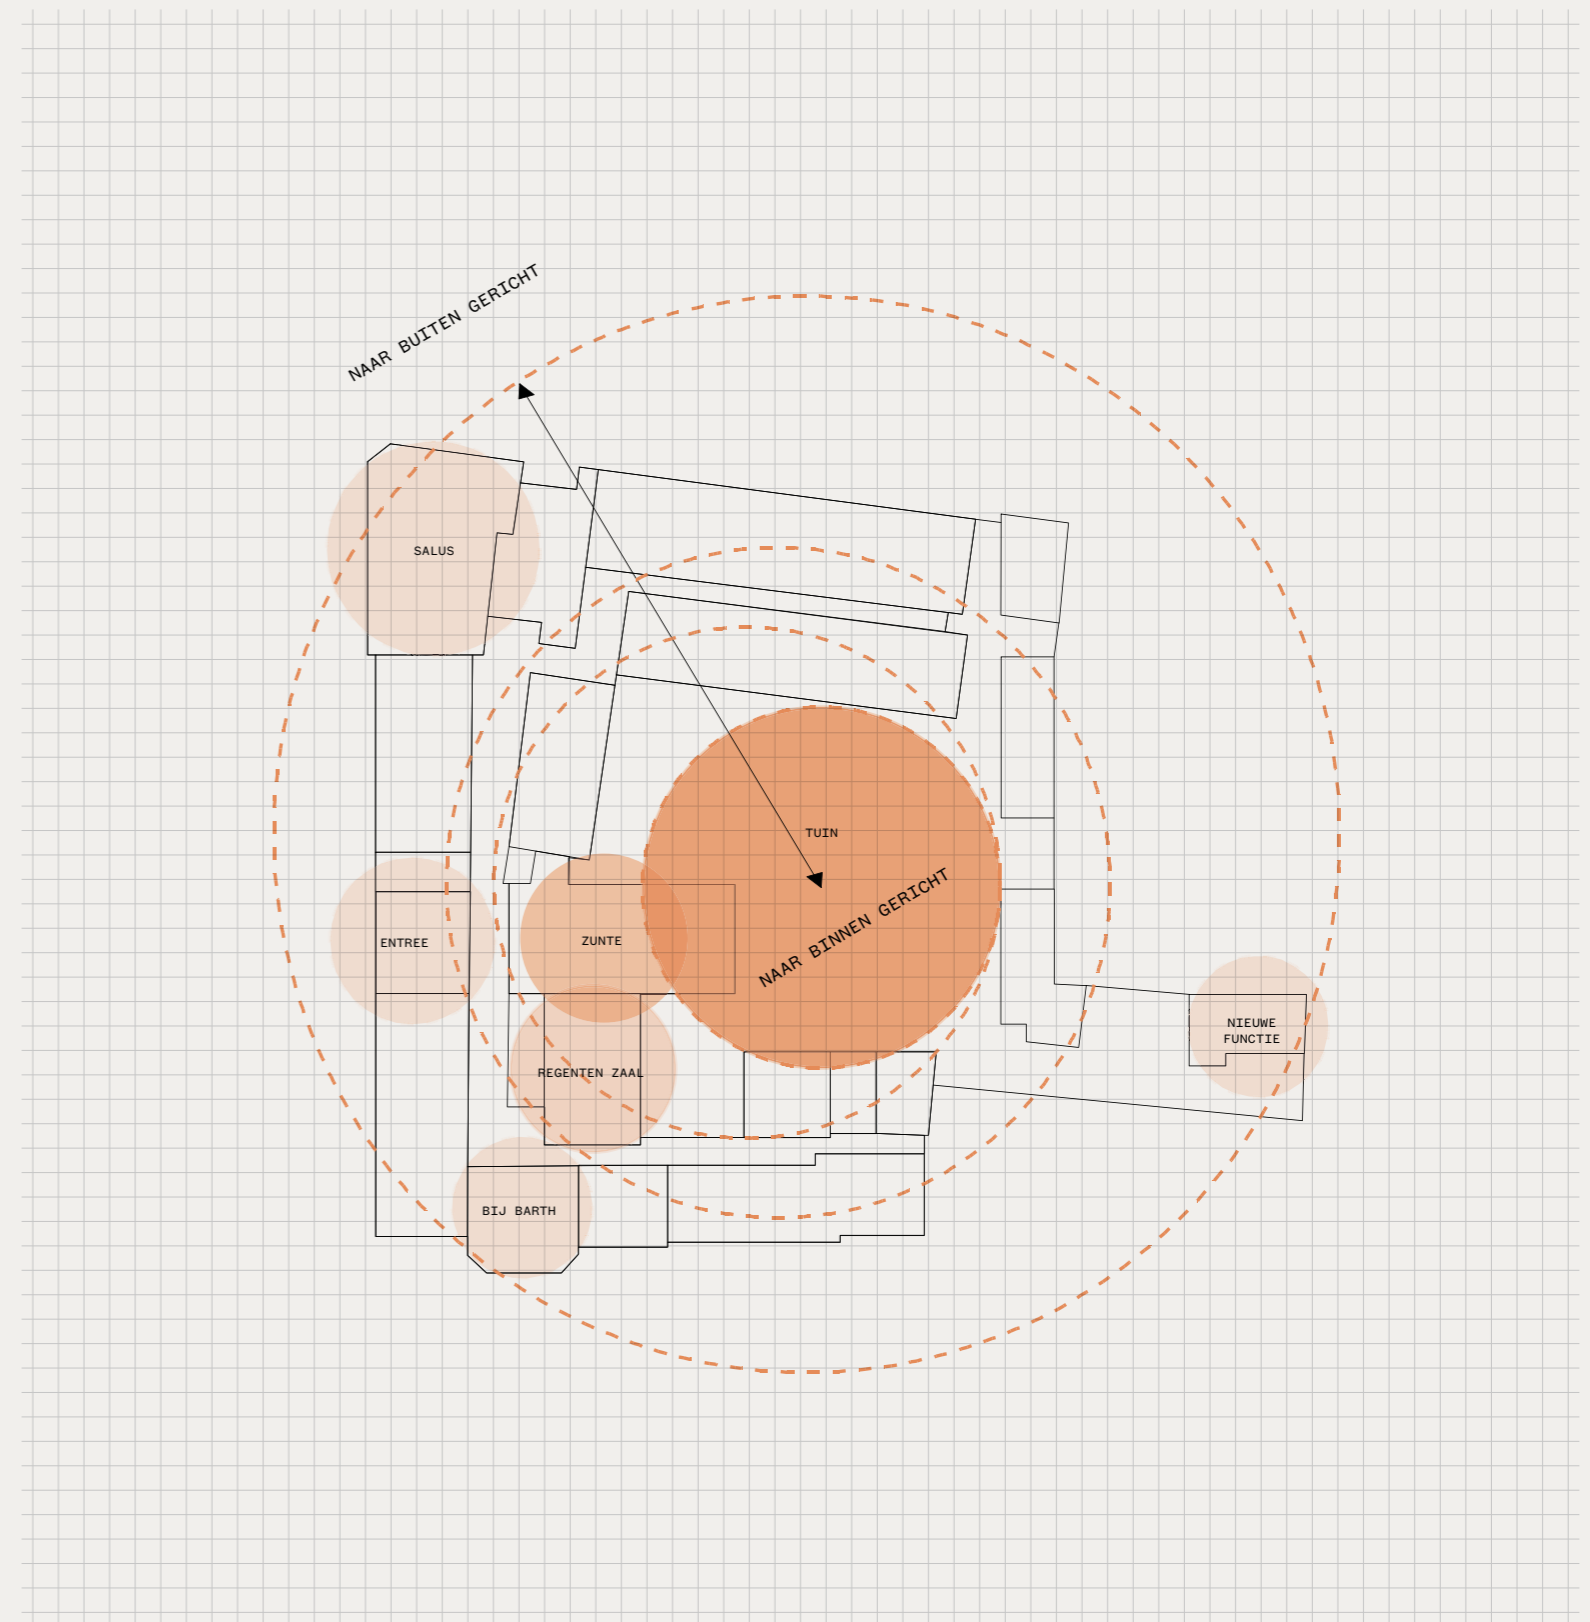 NAAR BUITEN GERICHT
SALUS
TUIN
NAAR BINNEN GERICHT
ENTREE
ZUNTE
NIEUWE
FUNCTIE
REGENTEN ZAAL
BIJ BARTH